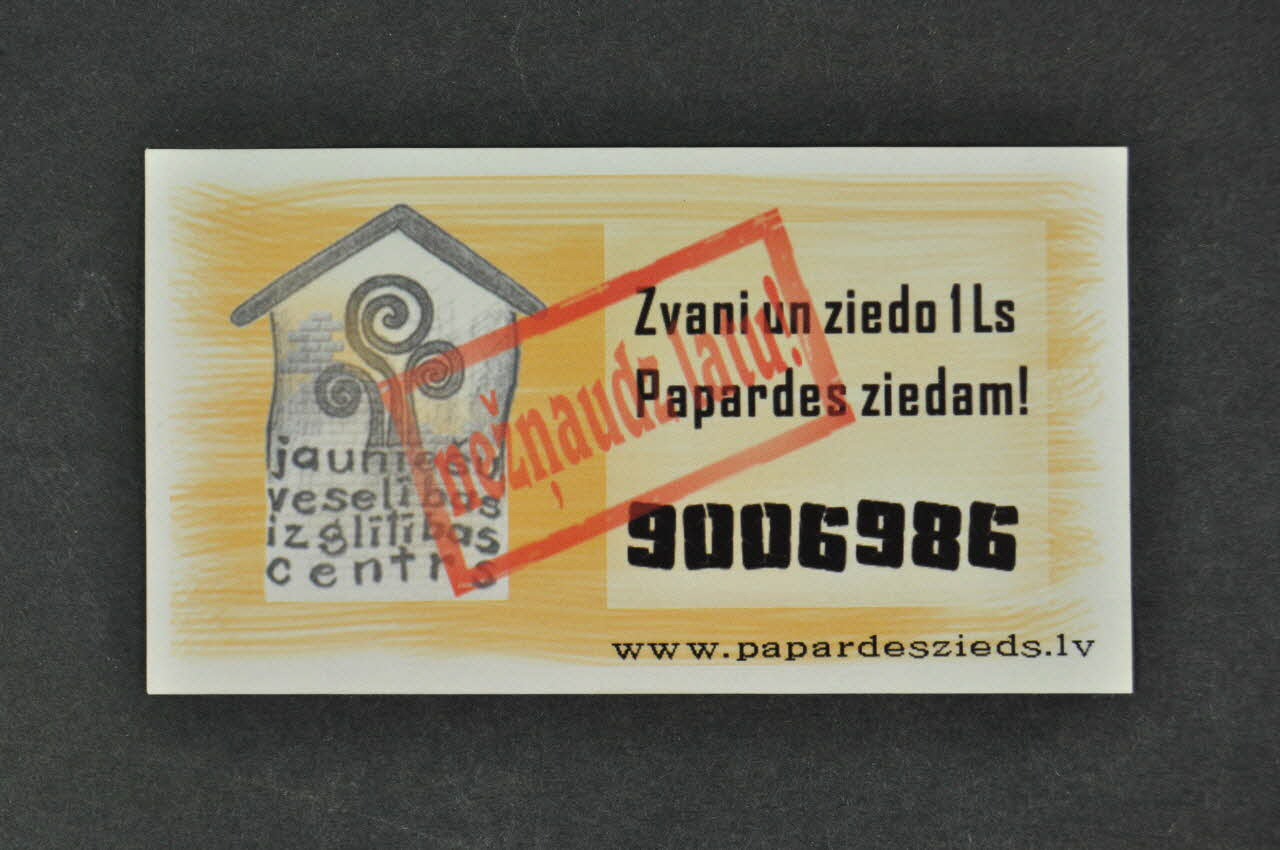 jauniešu
veselības
izglītības
centrs
nežņaudz latu!
Zvani un ziedo 1 Ls
Papardes ziedam!
9006986
www.papardeszieds.lv